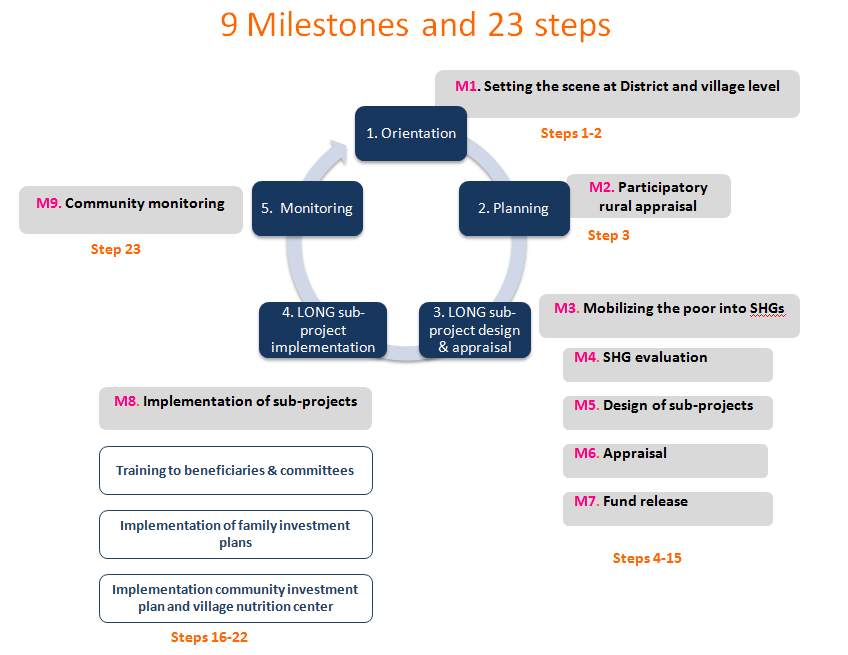 9 Milestones and 23 steps
M1. Setting the scene at District and village level
1. Orientation
Steps 1-2
M2. Participatory
rural appraisal
2. Planning
Step 3
5. Monitoring
M9. Community monitoring
Step 23
4. LONG sub-
project
implementation
3. LONG sub-
project design
& appraisal
M3. Mobilizing the poor into SHGs
M4. SHG evaluation
M5. Design of sub-projects
M6. Appraisal
M7. Fund release
Steps 4-15
M8. Implementation of sub-projects
Training to beneficiaries & committees
Implementation of family investment
plans
Implementation community investment
plan and village nutrition center
Steps 16-22